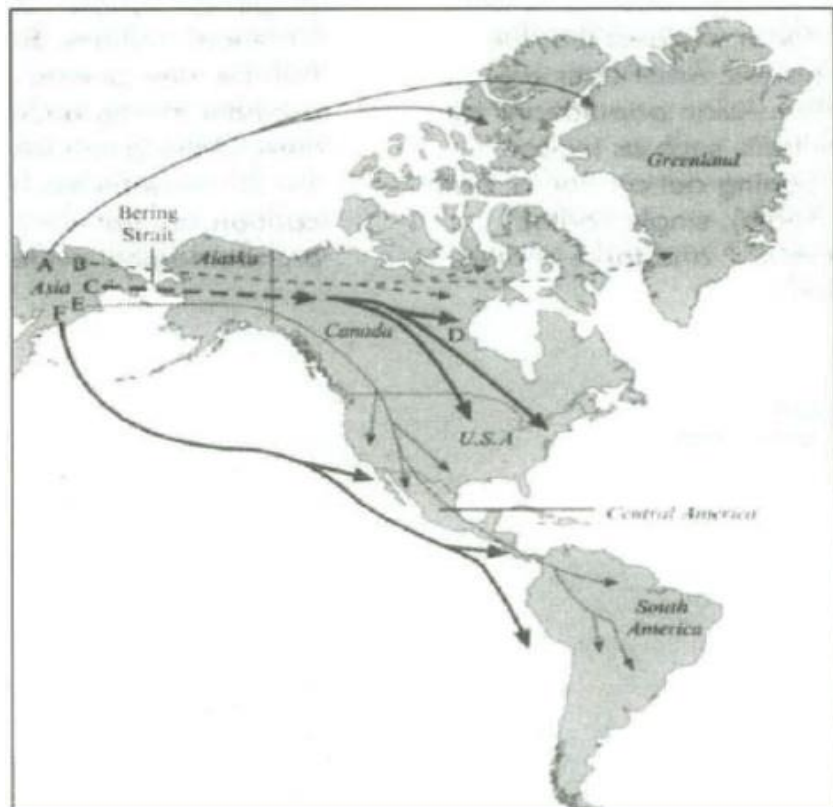 Greenland
Bering
Strait
Alaska
A
B
Asia
C
E
F
Canada
D
U.S.A
Central America
South
America